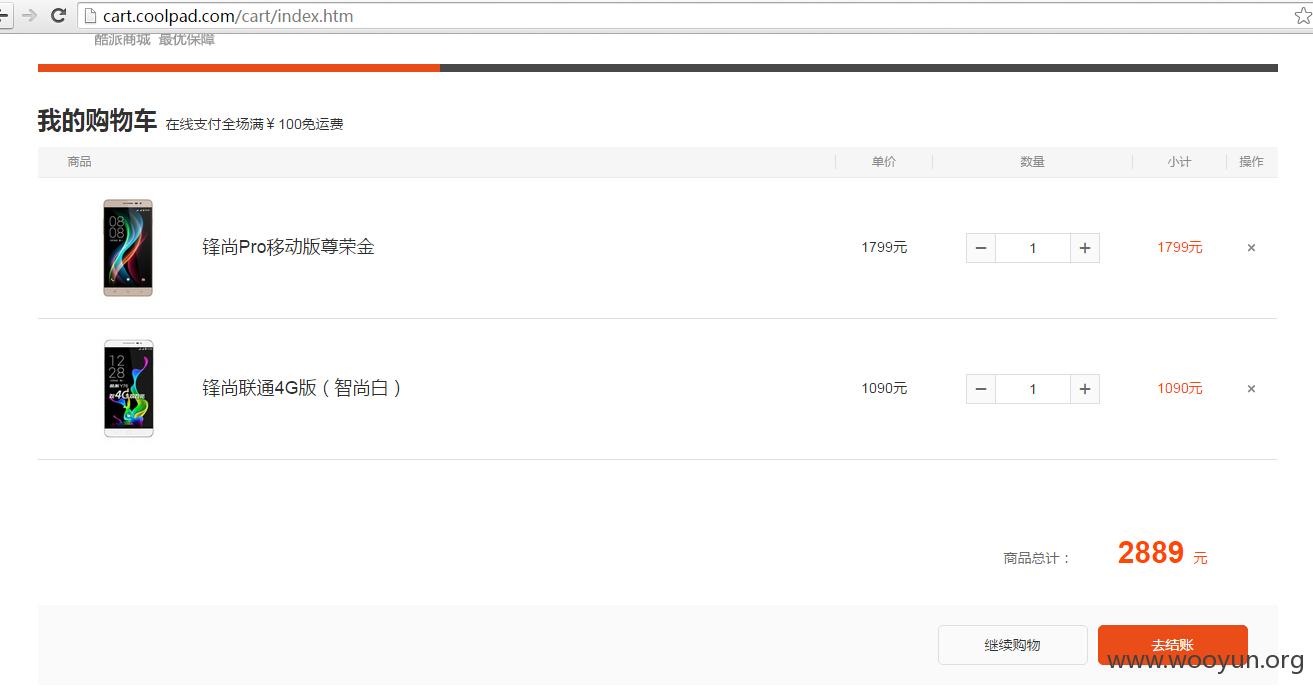 cart.coolpad.com/cart/index.htm
酷派商城 最优保障
我的购物车 在线支付全场满￥100免运费
商品 单价 数量 小计 操作
锋尚Pro移动版尊荣金 1799元 − 1 + 1799元 ×
锋尚联通4G版（智尚白） 1090元 − 1 + 1090元 ×
商品总计： 2889 元
继续购物 去结账
www.wooyun.org